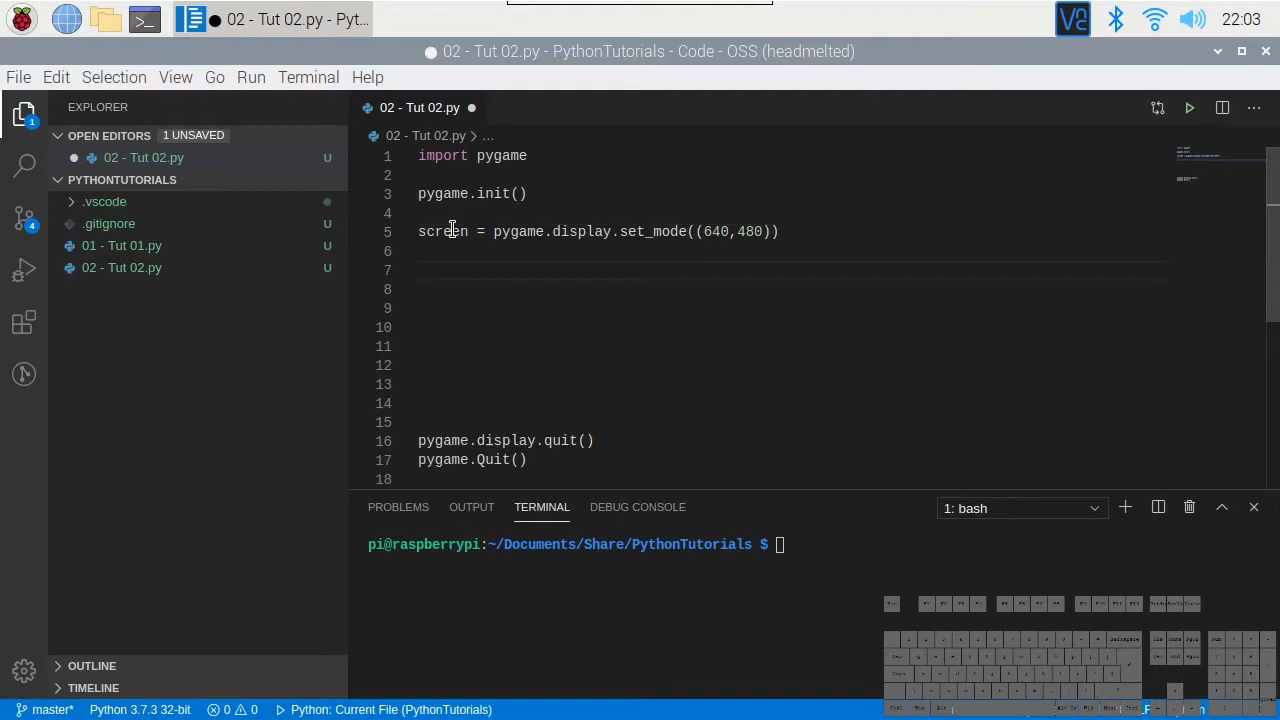 02 - Tut 02.py - Pyt...
22:03
02 - Tut 02.py - PythonTutorials - Code - OSS (headmelted)
File Edit Selection View Go Run Terminal Help
EXPLORER
OPEN EDITORS 1 UNSAVED
02 - Tut 02.py U
PYTHONTUTORIALS
.vscode
.gitignore U
01 - Tut 01.py U
02 - Tut 02.py U
OUTLINE
TIMELINE
1
4
02 - Tut 02.py
02 - Tut 02.py > ...
1 import pygame
2
3 pygame.init()
4
5 screen = pygame.display.set_mode((640,480))
6
7
8
9
10
11
12
13
14
15
16 pygame.display.quit()
17 pygame.Quit()
18
PROBLEMS OUTPUT TERMINAL DEBUG CONSOLE
1: bash
pi@raspberrypi:~/Documents/Share/PythonTutorials $
master* Python 3.7.3 32-bit 0 0 Python: Current File (PythonTutorials)